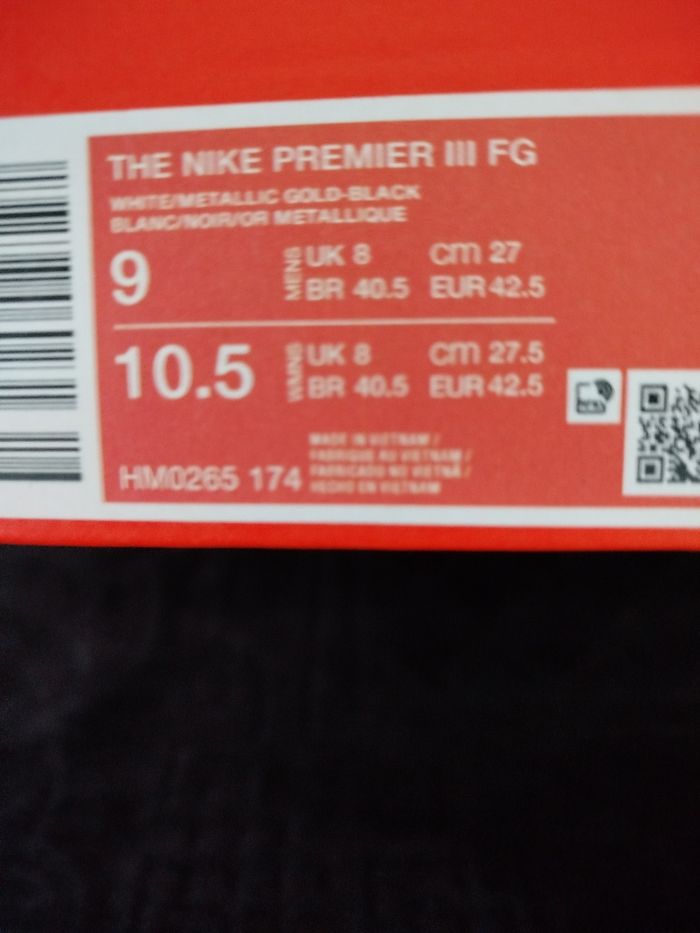 THE NIKE PREMIER III FG
WHITE/METALLIC GOLD-BLACK
BLANC/NOIR/OR METALLIQUE
9 MENS UK 8 cm 27
BR 40.5 EUR 42.5
10.5 WMNS UK 8 cm 27.5
BR 40.5 EUR 42.5
MADE IN VIETNAM /
FABRIQUE AU VIETNAM /
FABRICADO NO VIETNÃ /
HECHO EN VIETNAM
HM0265 174